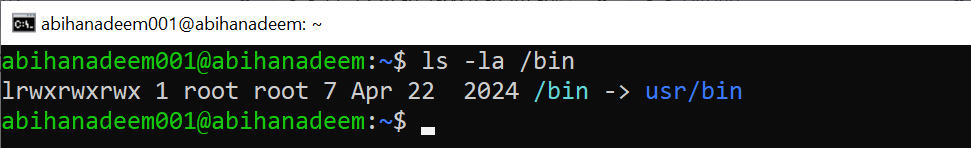 abihanadeem001@abihanadeem: ~
abihanadeem001@abihanadeem:~$ ls -la /bin
lrwxrwxrwx 1 root root 7 Apr 22  2024 /bin -> usr/bin
abihanadeem001@abihanadeem:~$